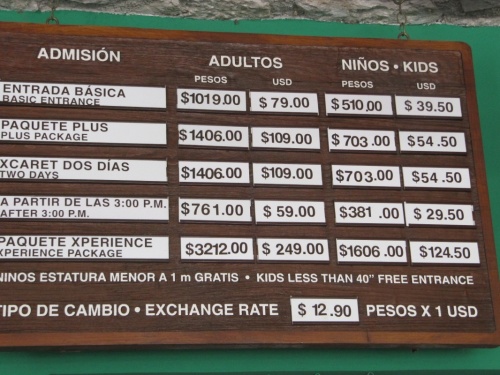 ADMISIÓN ADULTOS NIÑOS • KIDS
PESOS USD PESOS USD
ENTRADA BÁSICA
BASIC ENTRANCE
$1019.00 $ 79.00 $ 510.00 $ 39.50
PAQUETE PLUS
PLUS PACKAGE
$1406.00 $109.00 $ 703.00 $ 54.50
XCARET DOS DÍAS
TWO DAYS
$1406.00 $109.00 $703.00 $ 54.50
A PARTIR DE LAS 3:00 P.M.
AFTER 3:00 P.M.
$761.00 $ 59.00 $381 .00 $ 29.50
PAQUETE XPERIENCE
XPERIENCE PACKAGE
$3212.00 $ 249.00 $1606 .00 $124.50
NINOS ESTATURA MENOR A 1 m GRATIS • KIDS LESS THAN 40" FREE ENTRANCE
TIPO DE CAMBIO • EXCHANGE RATE $ 12.90 PESOS X 1 USD